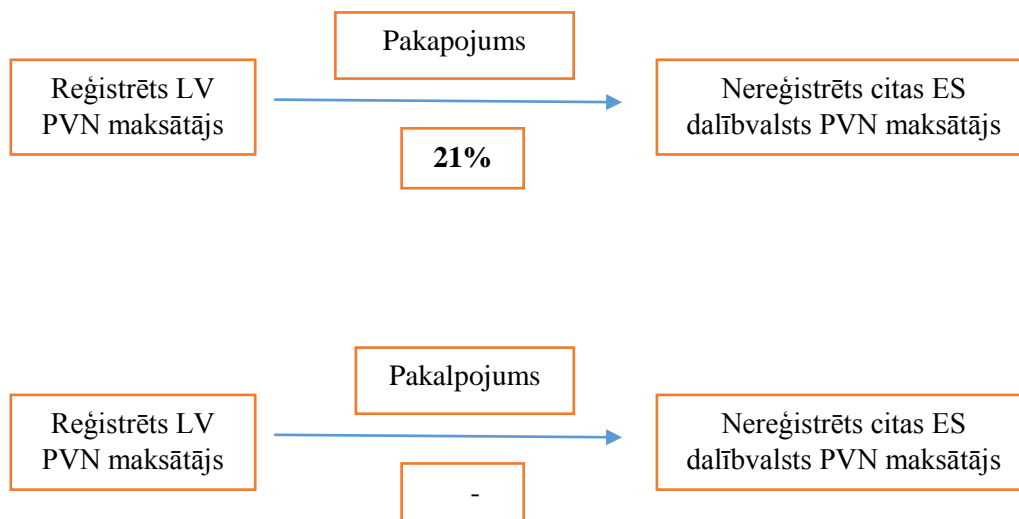 Pakapojums
Reģistrēts LV
PVN maksātājs
Nereģistrēts citas ES
dalībvalsts PVN maksātājs
21%
Pakalpojums
Reģistrēts LV
PVN maksātājs
Nereģistrēts citas ES
dalībvalsts PVN maksātājs
-